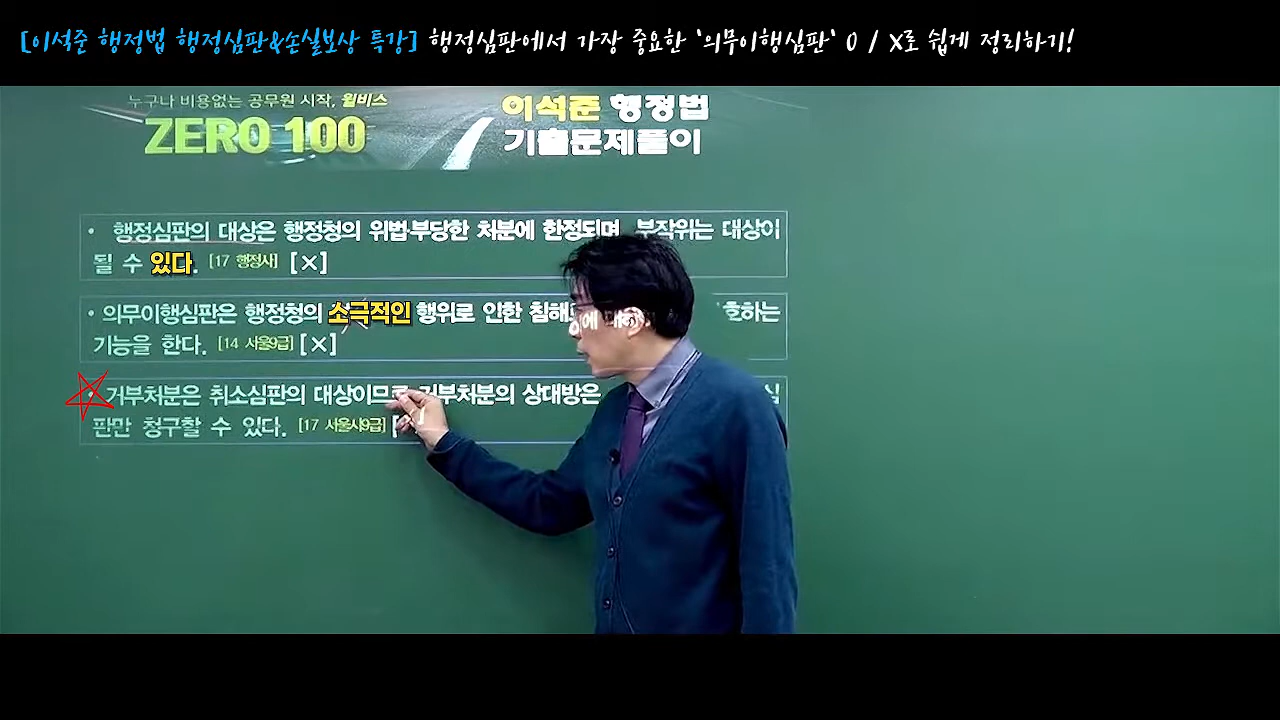 [이석준 행정법 행정심판&손실보상 특강] 행정심판에서 가장 중요한 '의무이행심판' O / X로 쉽게 정리하기!
누구나 비용없는 공무원 시작, 윌비스
ZERO 100
이석준 행정법
기출문제풀이
• 행정심판의 대상은 행정청의 위법·부당한 처분에 한정되며, 부작위는 대상이
될 수 있다. [17 행정사] [×]
• 의무이행심판은 행정청의 소극적인 행위로 인한 침해 호하는
기능을 한다. [14 서울9급] [×]
• 거부처분은 취소심판의 대상이므로 거부처분의 상대방은 심
판만 청구할 수 있다. [17 서울시9급] [